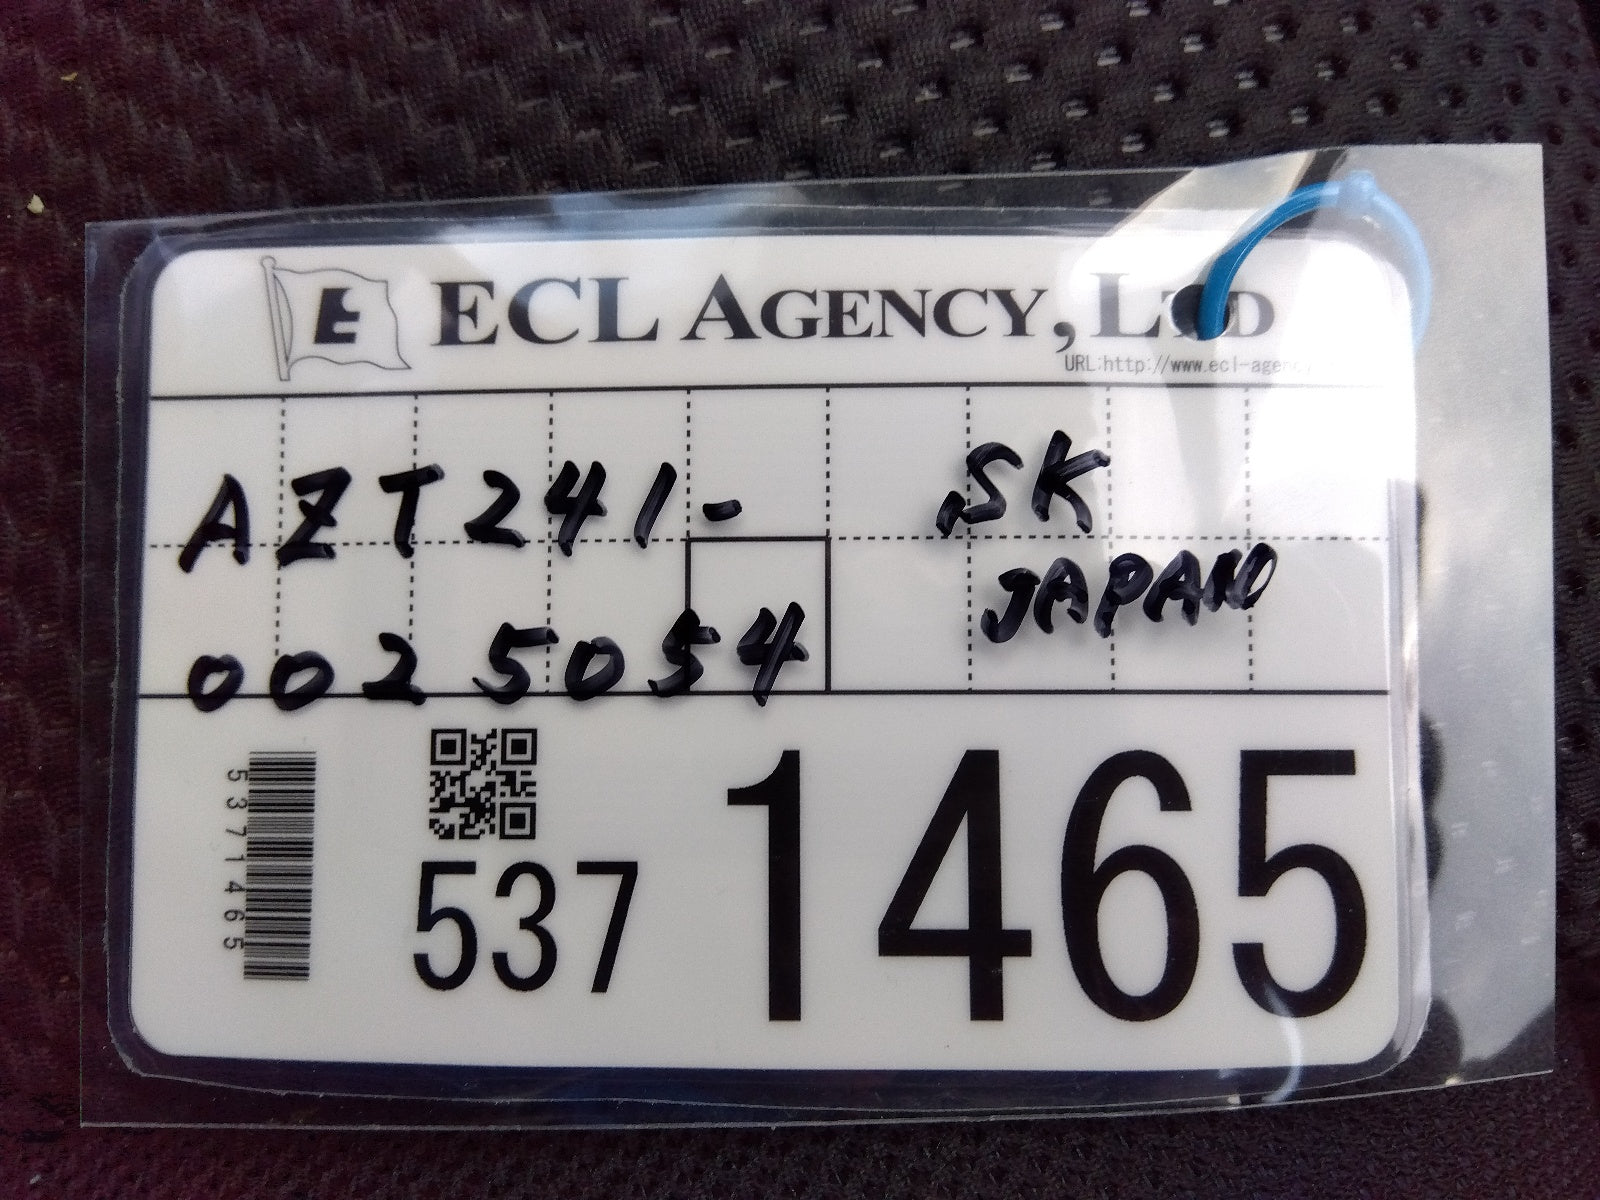 E ECL AGENCY, LTD
URL:http://www.ecl-agency
AZT241- SK
JAPAN
0025054
5371465
537 1465